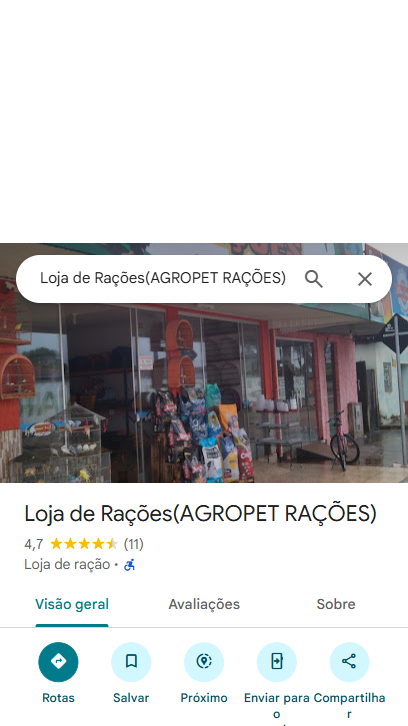 Loja de Rações(AGROPET RAÇÕES)
Loja de Rações(AGROPET RAÇÕES)
4,7 (11)
Loja de ração ·
Visão geral Avaliações Sobre
Rotas Salvar Próximo Enviar para o Compartilhar